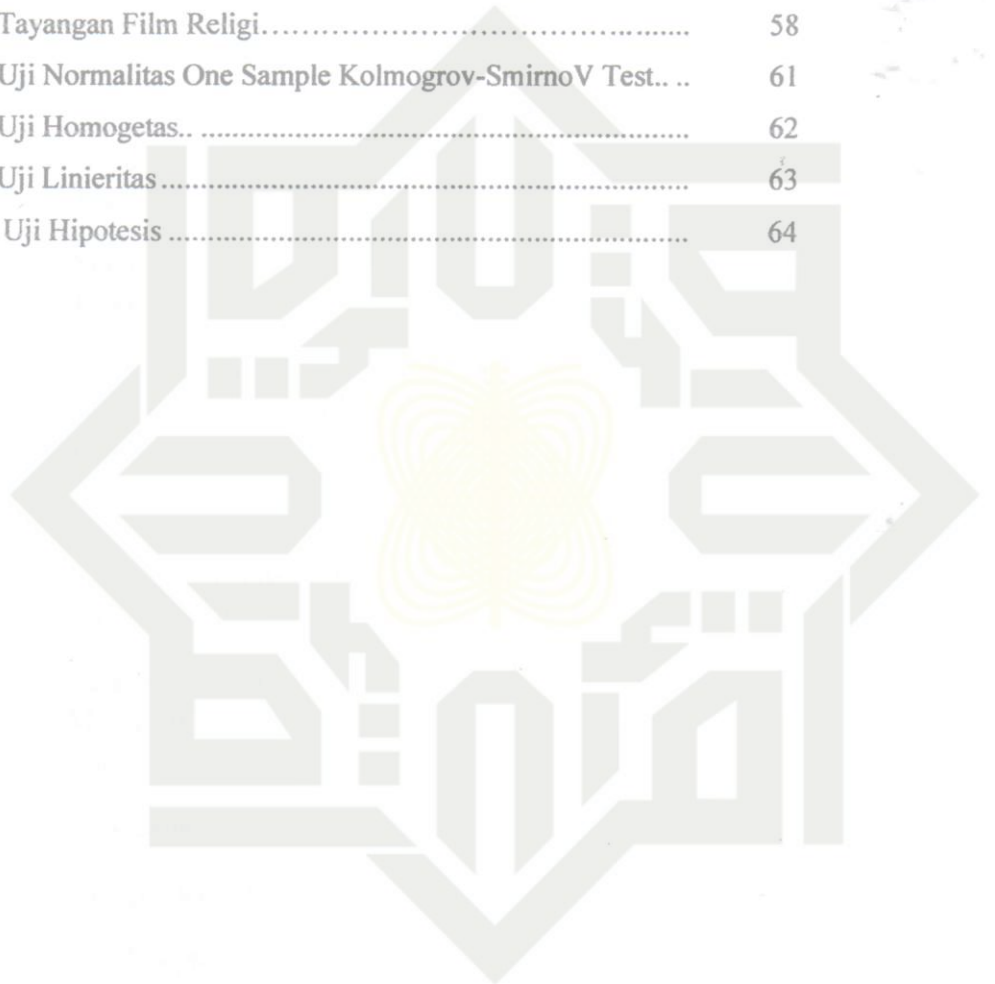 Tayangan Film Religi............................................. 58
Uji Normalitas One Sample Kolmogrov-SmirnoV Test.. .. 61
Uji Homogetas.. ............................................................... 62
Uji Linieritas .................................................................... 63
Uji Hipotesis .................................................................... 64